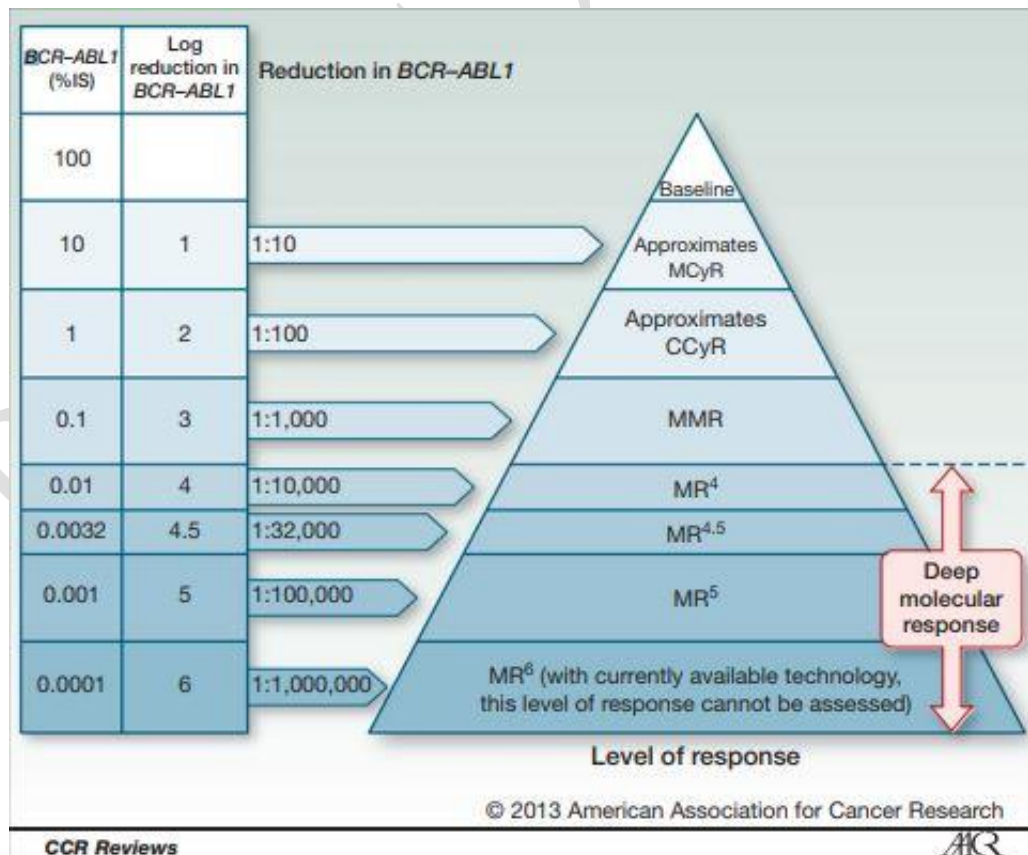 BCR–ABL1 (%IS)
Log reduction in BCR–ABL1
Reduction in BCR–ABL1
100
Baseline
10
1
1:10
Approximates
MCyR
1
2
1:100
Approximates
CCyR
0.1
3
1:1,000
MMR
0.01
4
1:10,000
MR⁴
0.0032
4.5
1:32,000
MR⁴·⁵
0.001
5
1:100,000
MR⁵
Deep
molecular
response
0.0001
6
1:1,000,000
MR⁶ (with currently available technology,
this level of response cannot be assessed)
Level of response
© 2013 American Association for Cancer Research
CCR Reviews
AACR